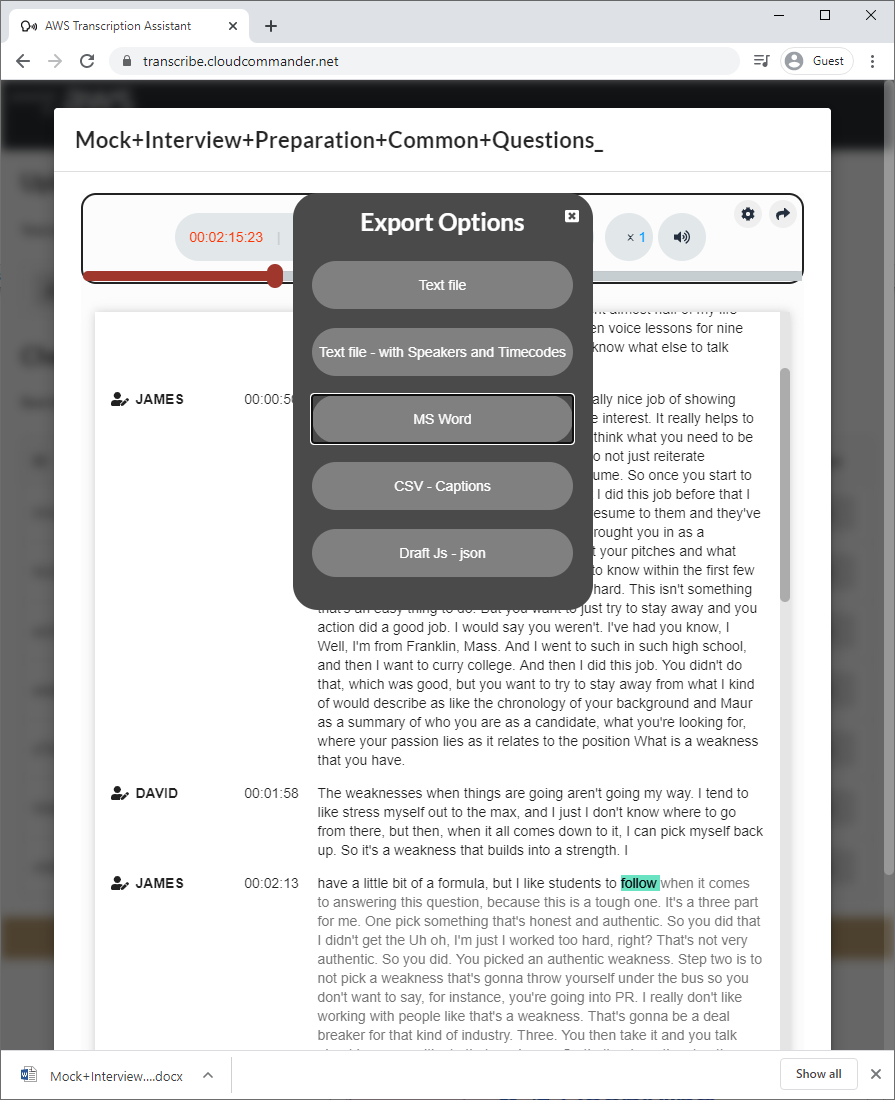 AWS Transcription Assistant
transcribe.cloudcommander.net
Guest
Mock+Interview+Preparation+Common+Questions_
00:02:15:23
× 1
Export Options
Text file
Text file - with Speakers and Timecodes
MS Word
CSV - Captions
Draft Js - json
almost half of my life
en voice lessons for nine
know what else to talk
JAMES
00:00:5
ally nice job of showing
e interest. It really helps to
think what you need to be
o not just reiterate
ume. So once you start to
I did this job before that I
esume to them and they've
rought you in as a
t your pitches and what
to know within the first few
hard. This isn't something
that's an easy thing to do. But you want to just try to stay away and you
action did a good job. I would say you weren't. I've had you know, I
Well, I'm from Franklin, Mass. And I went to such in such high school,
and then I want to curry college. And then I did this job. You didn't do
that, which was good, but you want to try to stay away from what I kind
of would describe as like the chronology of your background and Maur
as a summary of who you are as a candidate, what you're looking for,
where your passion lies as it relates to the position What is a weakness
that you have.
DAVID
00:01:58
The weaknesses when things are going aren't going my way. I tend to
like stress myself out to the max, and I just I don't know where to go
from there, but then, when it all comes down to it, I can pick myself back
up. So it's a weakness that builds into a strength. I
JAMES
00:02:13
have a little bit of a formula, but I like students to follow when it comes
to answering this question, because this is a tough one. It's a three part
for me. One pick something that's honest and authentic. So you did that
I didn't get the Uh oh, I'm just I worked too hard, right? That's not very
authentic. So you did. You picked an authentic weakness. Step two is to
not pick a weakness that's gonna throw yourself under the bus so you
don't want to say, for instance, you're going into PR. I really don't like
working with people like that's a weakness. That's gonna be a deal
breaker for that kind of industry. Three. You then take it and you talk
Mock+Interview....docx
Show all